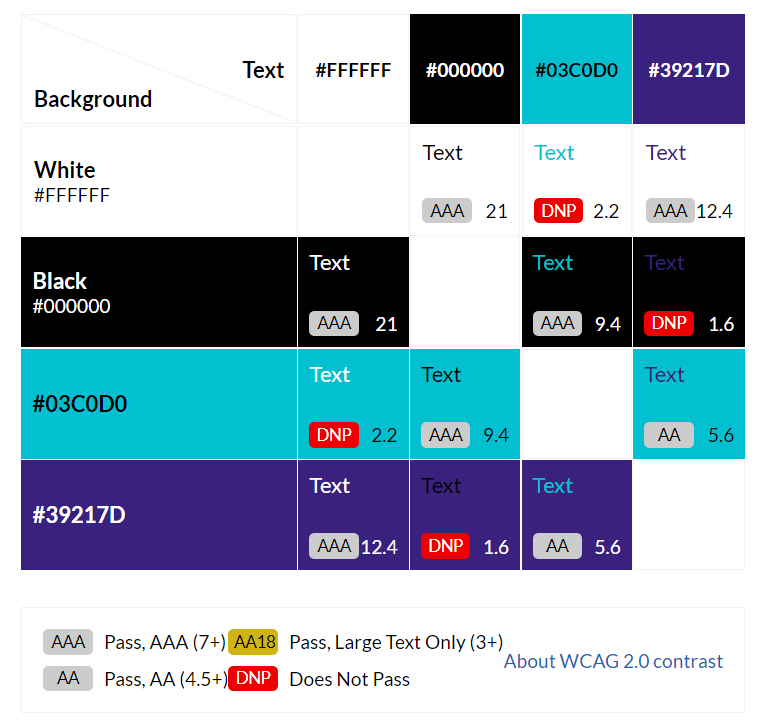 Text #FFFFFF #000000 #03C0D0 #39217D
Background
White
#FFFFFF
Text Text Text
AAA 21 DNP 2.2 AAA 12.4
Black
#000000
Text Text Text
AAA 21 AAA 9.4 DNP 1.6
#03C0D0
Text Text Text
DNP 2.2 AAA 9.4 AA 5.6
#39217D
Text Text Text
AAA 12.4 DNP 1.6 AA 5.6
AAA Pass, AAA (7+) AA18 Pass, Large Text Only (3+)
AA Pass, AA (4.5+) DNP Does Not Pass
About WCAG 2.0 contrast